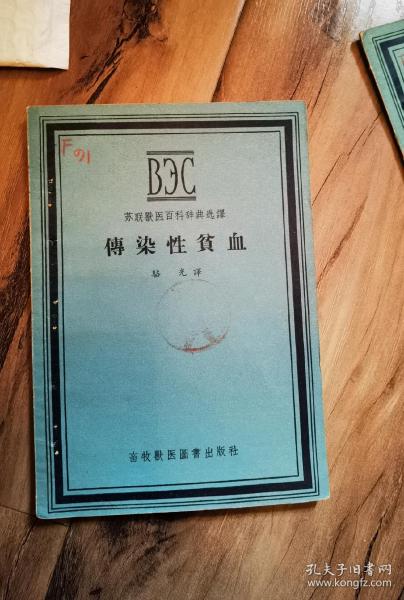 F 01
ВЭС
苏联獸医百科辞典选譯
傳染性貧血
駱光譯
畜牧獸医圖書出版社
孔夫子旧书网
www.kongfz.com